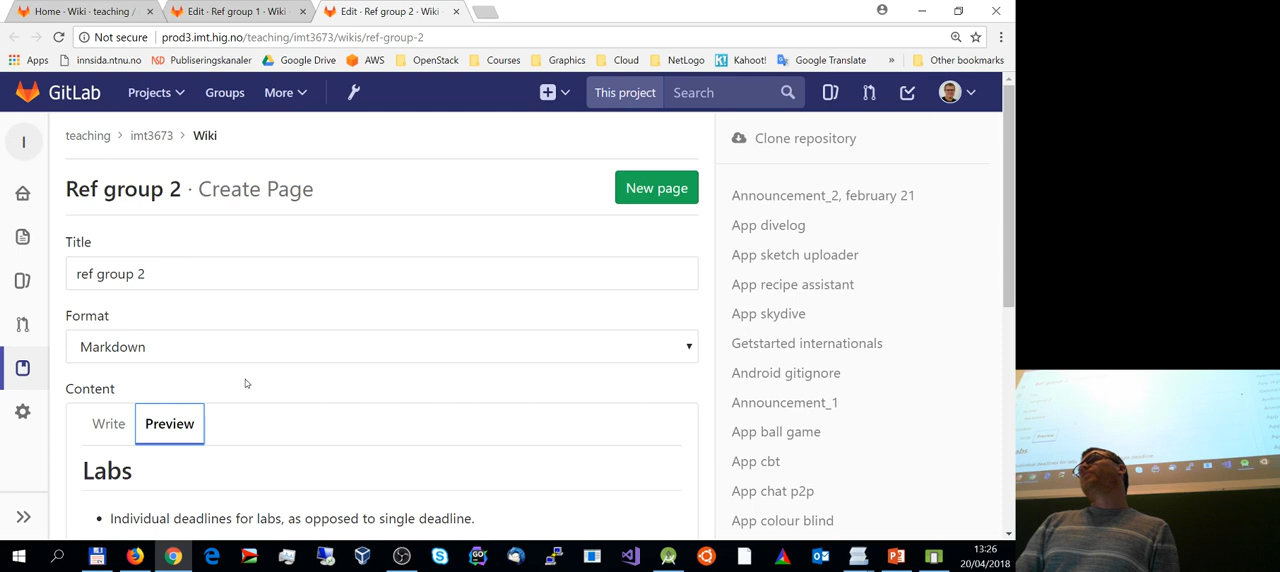 Home · Wiki · teaching /
Edit · Ref group 1 · Wiki ·
Edit · Ref group 2 · Wiki ·
Not secure
prod3.imt.hig.no/teaching/imt3673/wikis/ref-group-2
Apps
innsida.ntnu.no
Publiseringskanaler
Google Drive
AWS
OpenStack
Courses
Graphics
Cloud
NetLogo
Kahoot!
Google Translate
»
Other bookmarks
GitLab
Projects
Groups
More
This project
Search
I
teaching > imt3673 > Wiki
Ref group 2 · Create Page
New page
Title
ref group 2
Format
Markdown
Content
Write
Preview
Labs
• Individual deadlines for labs, as opposed to single deadline.
Clone repository
Announcement_2, february 21
App divelog
App sketch uploader
App recipe assistant
App skydive
Getstarted internationals
Android gitignore
Announcement_1
App ball game
App cbt
App chat p2p
App colour blind
13:26
20/04/2018